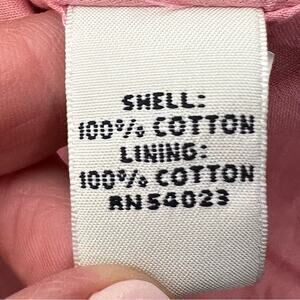 SHELL:
100% COTTON
LINING:
100% COTTON
RN54023